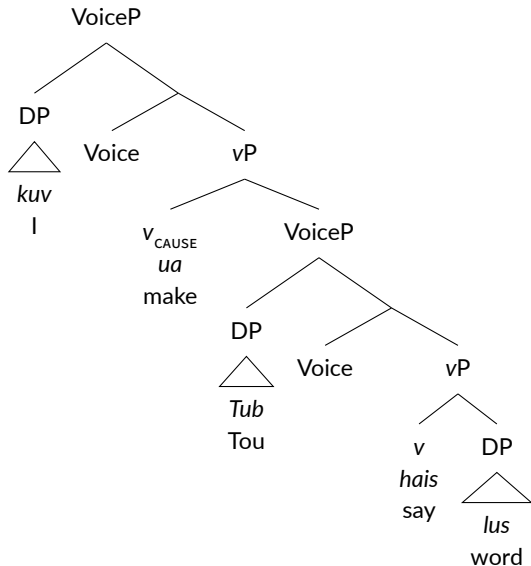 VoiceP
DP
Voice
vP
kuv
I
vCAUSE
VoiceP
ua
make
DP
Voice
vP
Tub
Tou
v
DP
hais
say
lus
word